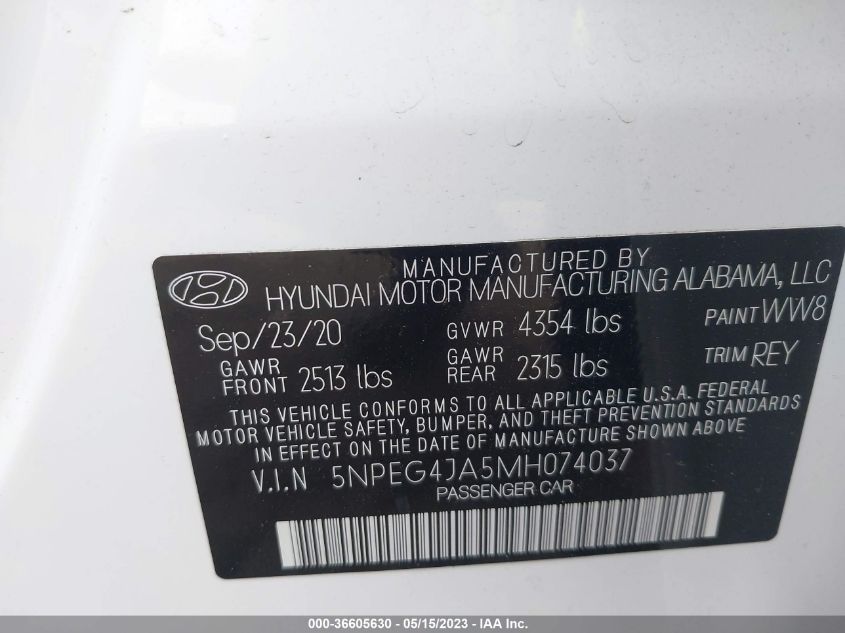 MANUFACTURED BY
HYUNDAI MOTOR MANUFACTURING ALABAMA, LLC
Sep/23/20 GVWR 4354 lbs PAINT WW8
GAWR FRONT 2513 lbs GAWR REAR 2315 lbs TRIM REY
THIS VEHICLE CONFORMS TO ALL APPLICABLE U.S.A. FEDERAL
MOTOR VEHICLE SAFETY, BUMPER, AND THEFT PREVENTION STANDARDS
IN EFFECT ON THE DATE OF MANUFACTURE SHOWN ABOVE
V.I.N 5NPEG4JA5MH074037
PASSENGER CAR
000-36605630 - 05/15/2023 - IAA Inc.